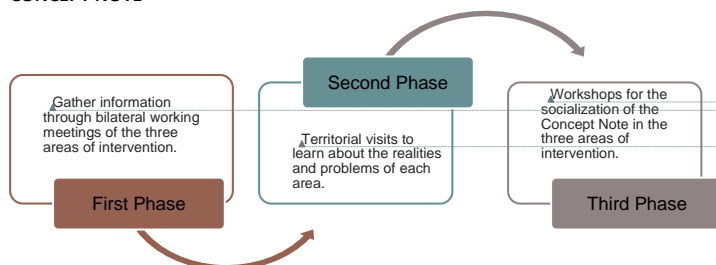 CONCEPT NOTE
Gather information
through bilateral working
meetings of the three
areas of intervention.
First Phase
Second Phase
Territorial visits to
learn about the realities
and problems of each
area.
Workshops for the
socialization of the
Concept Note in the
three areas of
intervention.
Third Phase